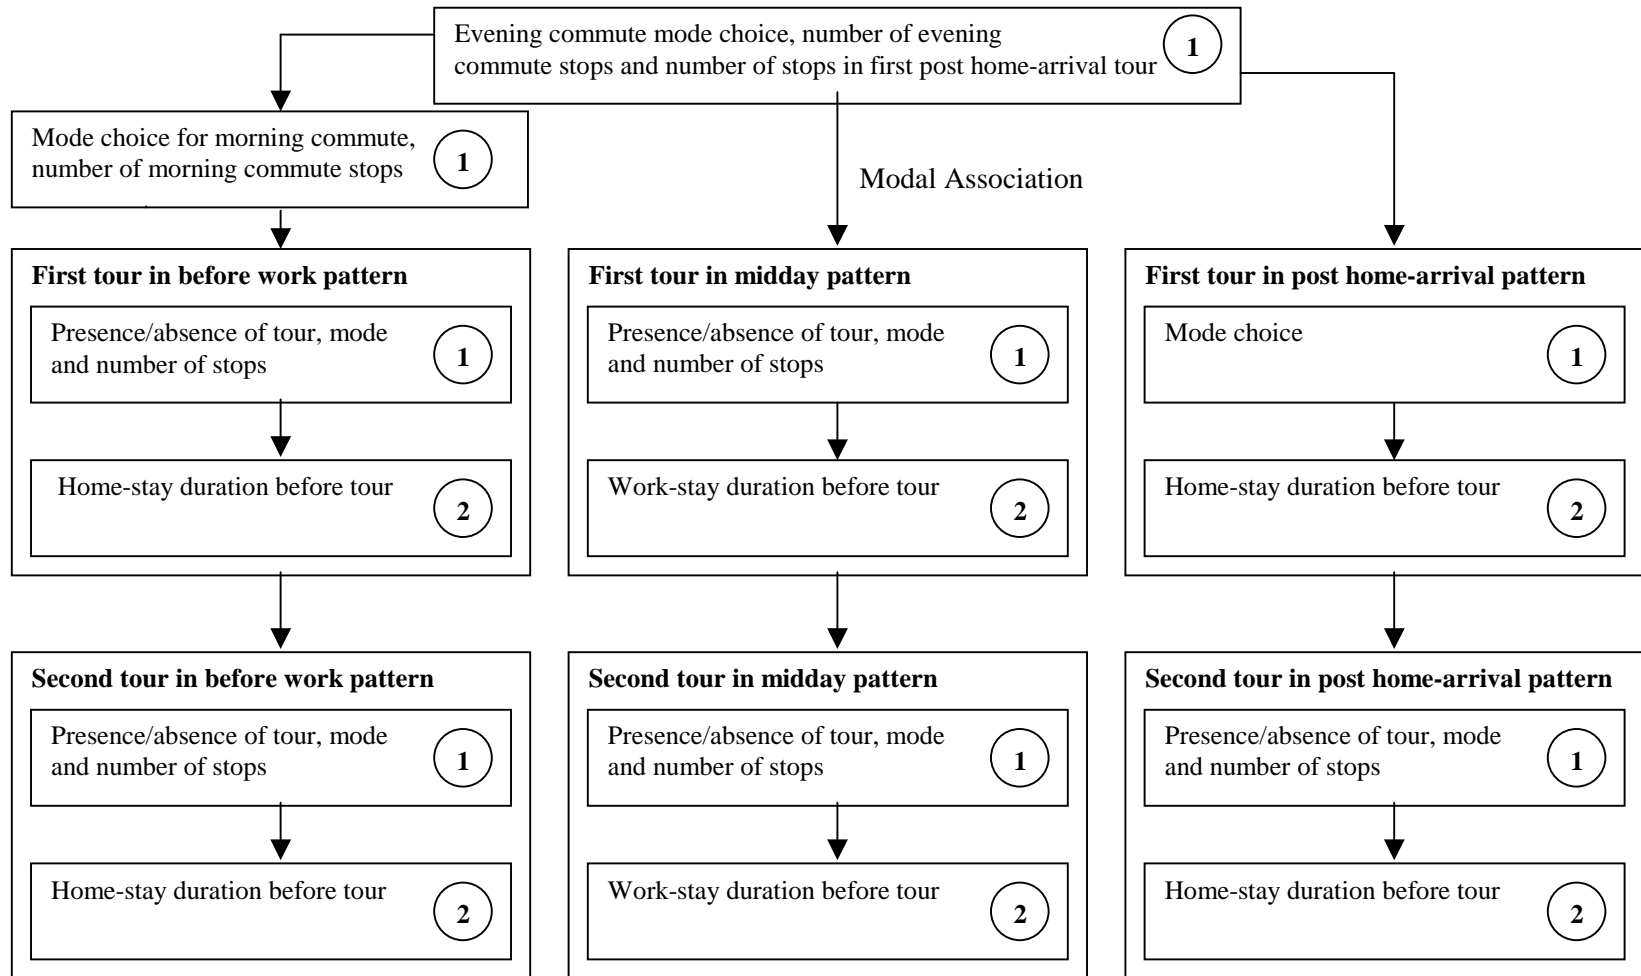 Evening commute mode choice, number of evening
commute stops and number of stops in first post home-arrival tour
1
Mode choice for morning commute,
number of morning commute stops
1
Modal Association
First tour in before work pattern
Presence/absence of tour, mode
and number of stops
1
Home-stay duration before tour
2
First tour in midday pattern
Presence/absence of tour, mode
and number of stops
1
Work-stay duration before tour
2
First tour in post home-arrival pattern
Mode choice
1
Home-stay duration before tour
2
Second tour in before work pattern
Presence/absence of tour, mode
and number of stops
1
Home-stay duration before tour
2
Second tour in midday pattern
Presence/absence of tour, mode
and number of stops
1
Work-stay duration before tour
2
Second tour in post home-arrival pattern
Presence/absence of tour, mode
and number of stops
1
Home-stay duration before tour
2